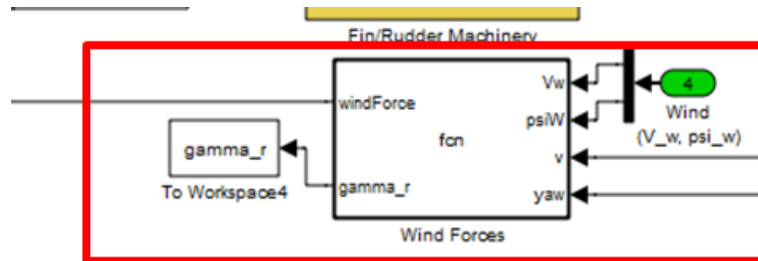 Fin/Rudder Machinery
4
Wind
(V_w, psi_w)
Vw
psiW
v
yaw
windForce
fcn
gamma_r
Wind Forces
gamma_r
To Workspace4